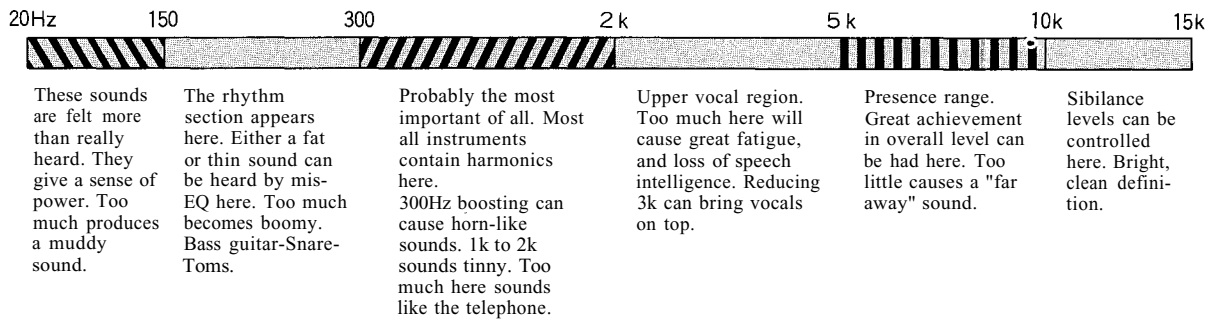 20Hz 150 300 2k 5k 10k 15k
These sounds
are felt more
than really
heard. They
give a sense of
power. Too
much produces
a muddy
sound.
The rhythm
section appears
here. Either a fat
or thin sound can
be heard by mis-
EQ here. Too much
becomes boomy.
Bass guitar-Snare-
Toms.
Probably the most
important of all. Most
all instruments
contain harmonics
here.
300Hz boosting can
cause horn-like
sounds. 1k to 2k
sounds tinny. Too
much here sounds
like the telephone.
Upper vocal region.
Too much here will
cause great fatigue,
and loss of speech
intelligence. Reducing
3k can bring vocals
on top.
Presence range.
Great achievement
in overall level can
be had here. Too
little causes a "far
away" sound.
Sibilance
levels can be
controlled
here. Bright,
clean defini-
tion.